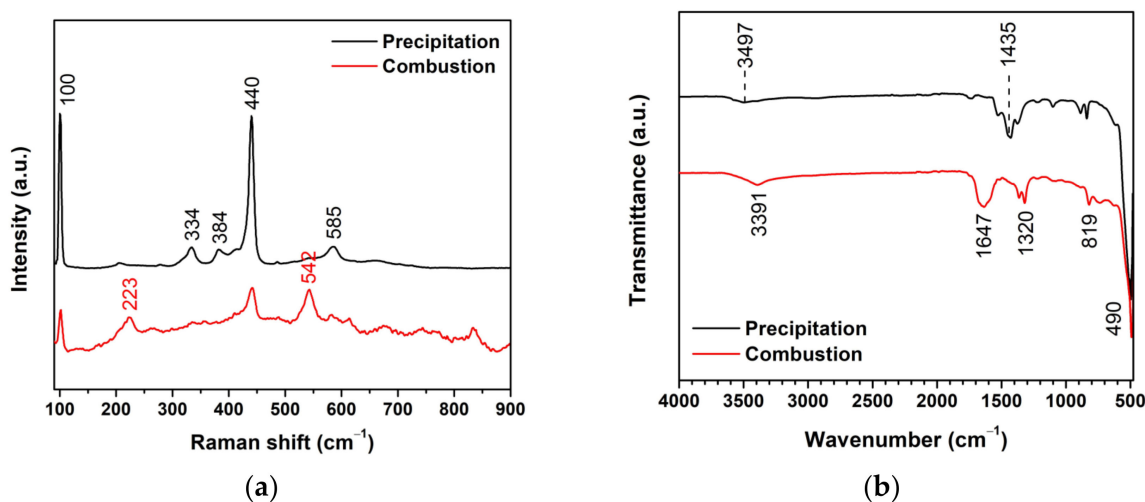 Precipitation
Combustion
100
334
384
440
585
223
542
Intensity (a.u.)
100 200 300 400 500 600 700 800 900
Raman shift (cm⁻¹)
(a)
3497
1435
3391
1647
1320
819
490
Precipitation
Combustion
Transmittance (a.u.)
4000 3500 3000 2500 2000 1500 1000 500
Wavenumber (cm⁻¹)
(b)